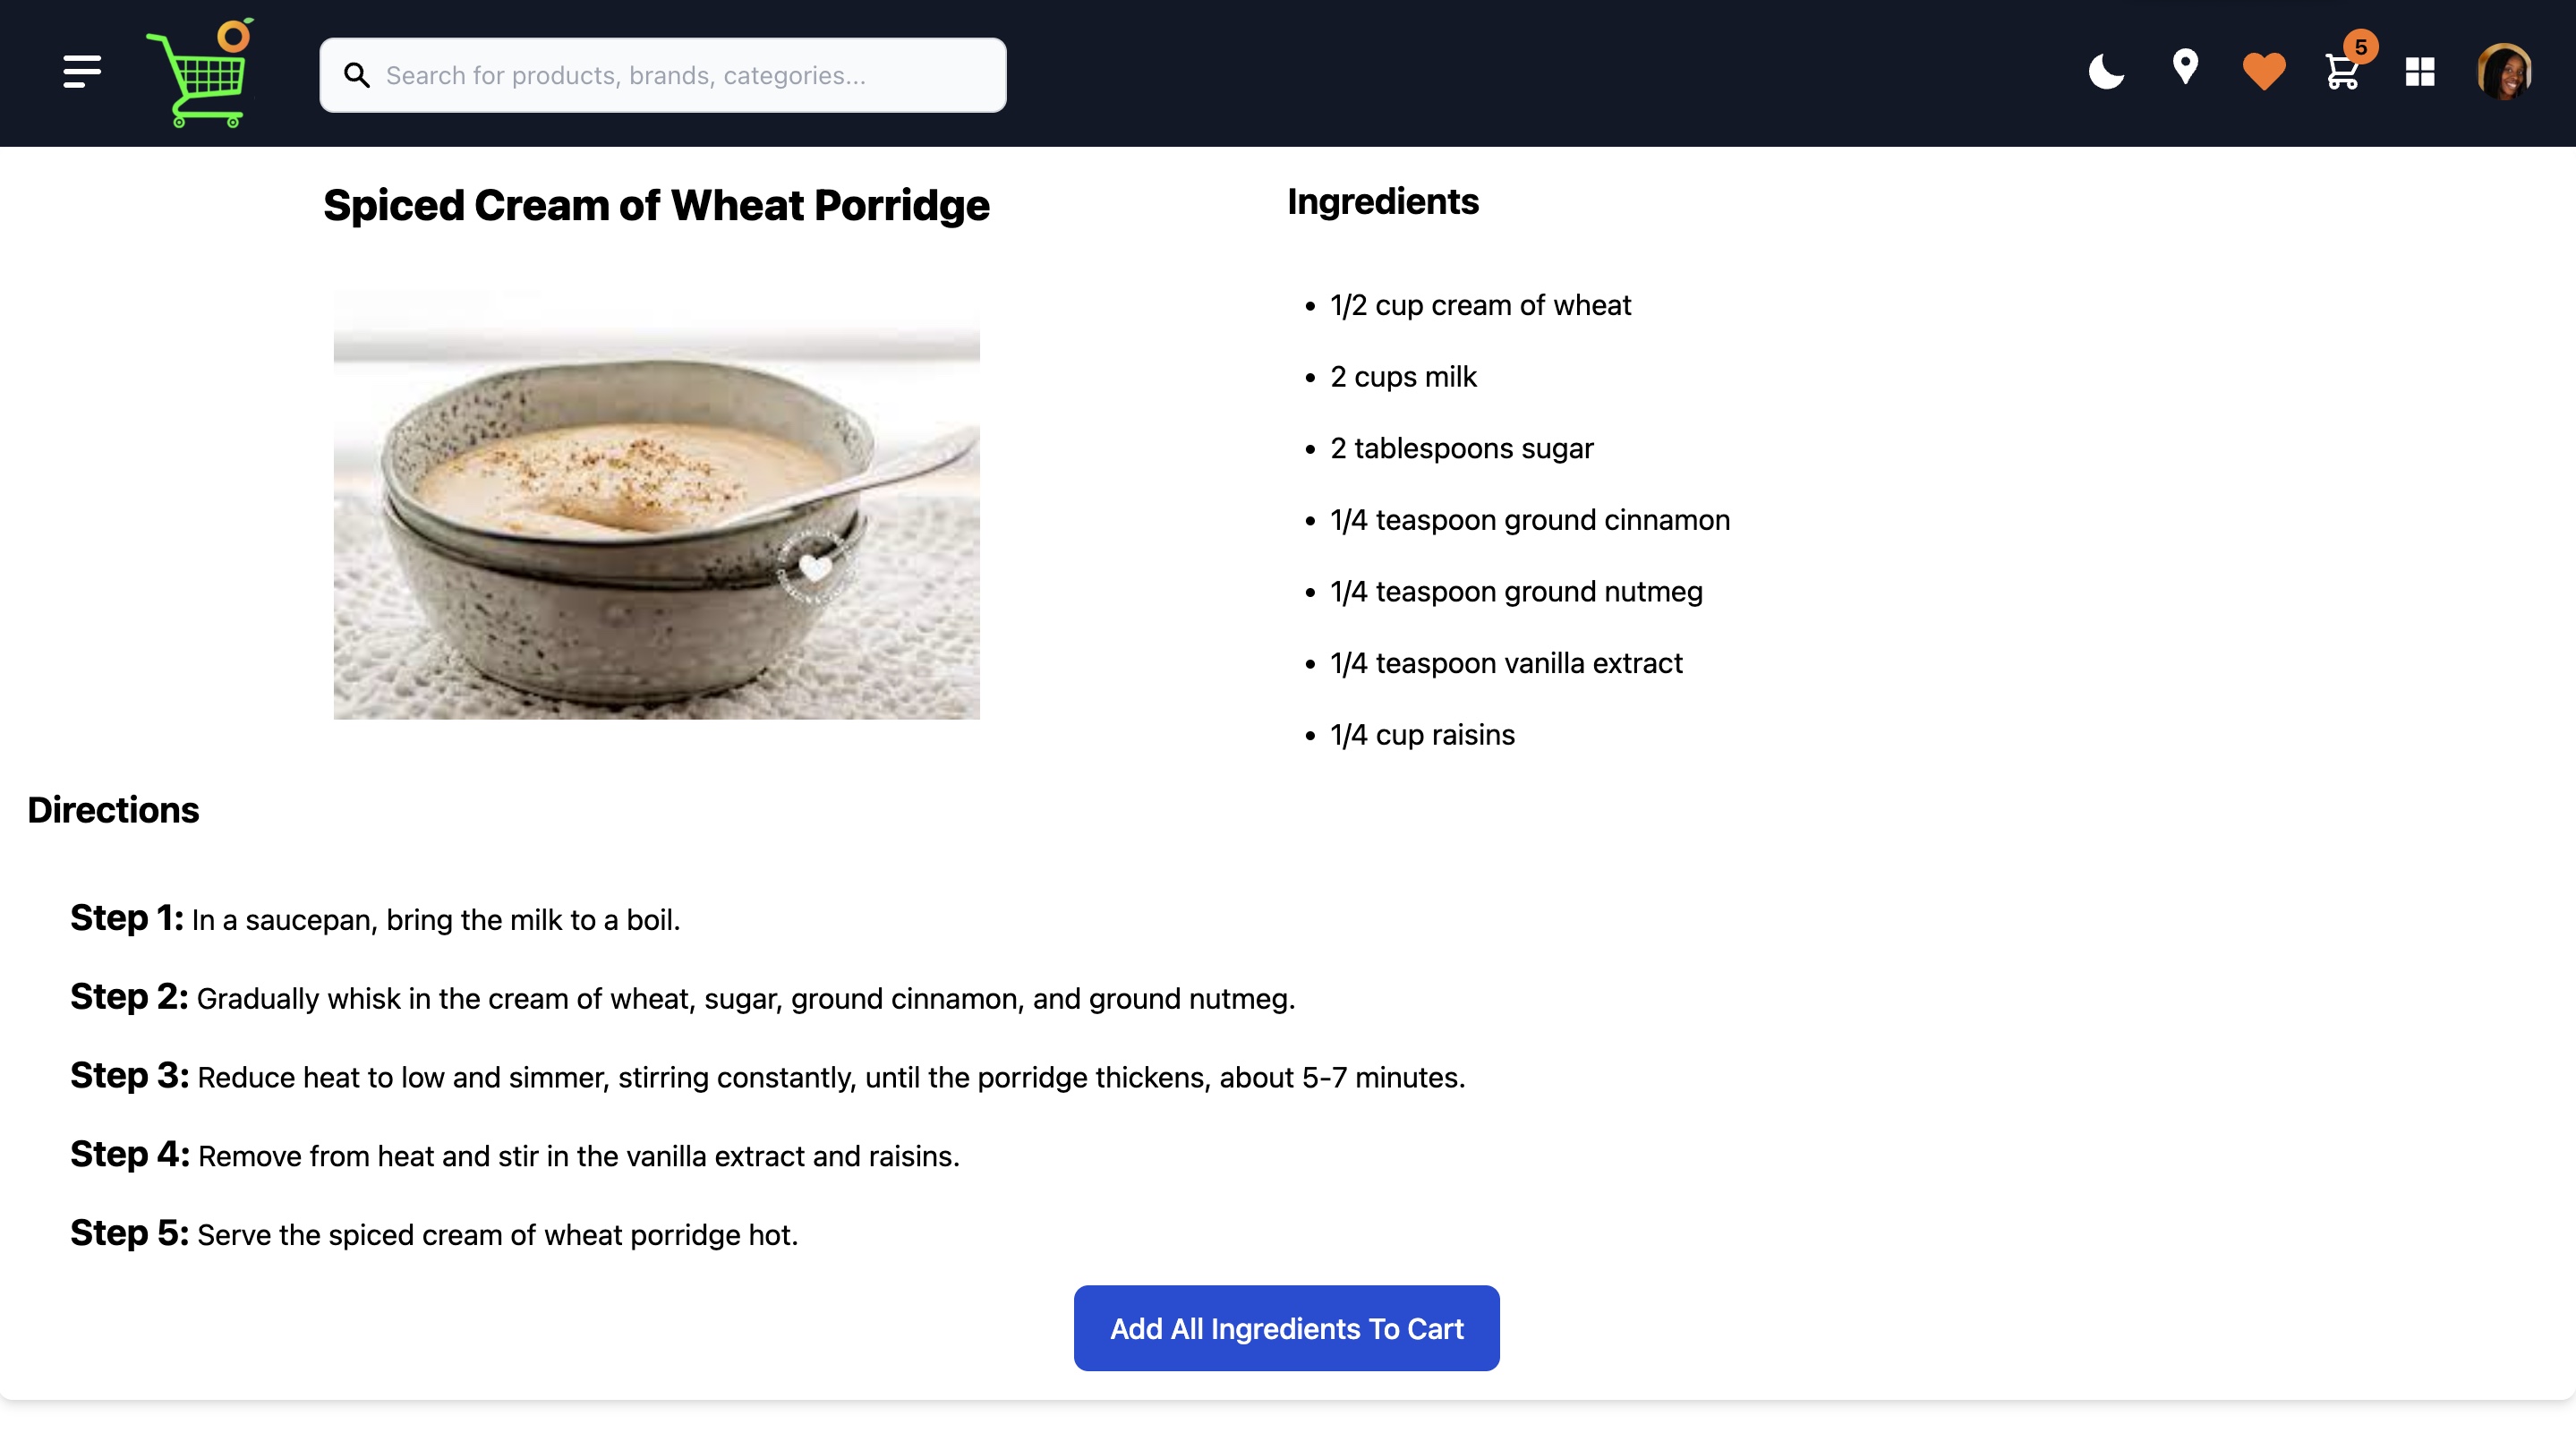 Search for products, brands, categories...
5
Spiced Cream of Wheat Porridge
Ingredients
1/2 cup cream of wheat
2 cups milk
2 tablespoons sugar
1/4 teaspoon ground cinnamon
1/4 teaspoon ground nutmeg
1/4 teaspoon vanilla extract
1/4 cup raisins
Directions
Step 1: In a saucepan, bring the milk to a boil.
Step 2: Gradually whisk in the cream of wheat, sugar, ground cinnamon, and ground nutmeg.
Step 3: Reduce heat to low and simmer, stirring constantly, until the porridge thickens, about 5-7 minutes.
Step 4: Remove from heat and stir in the vanilla extract and raisins.
Step 5: Serve the spiced cream of wheat porridge hot.
Add All Ingredients To Cart